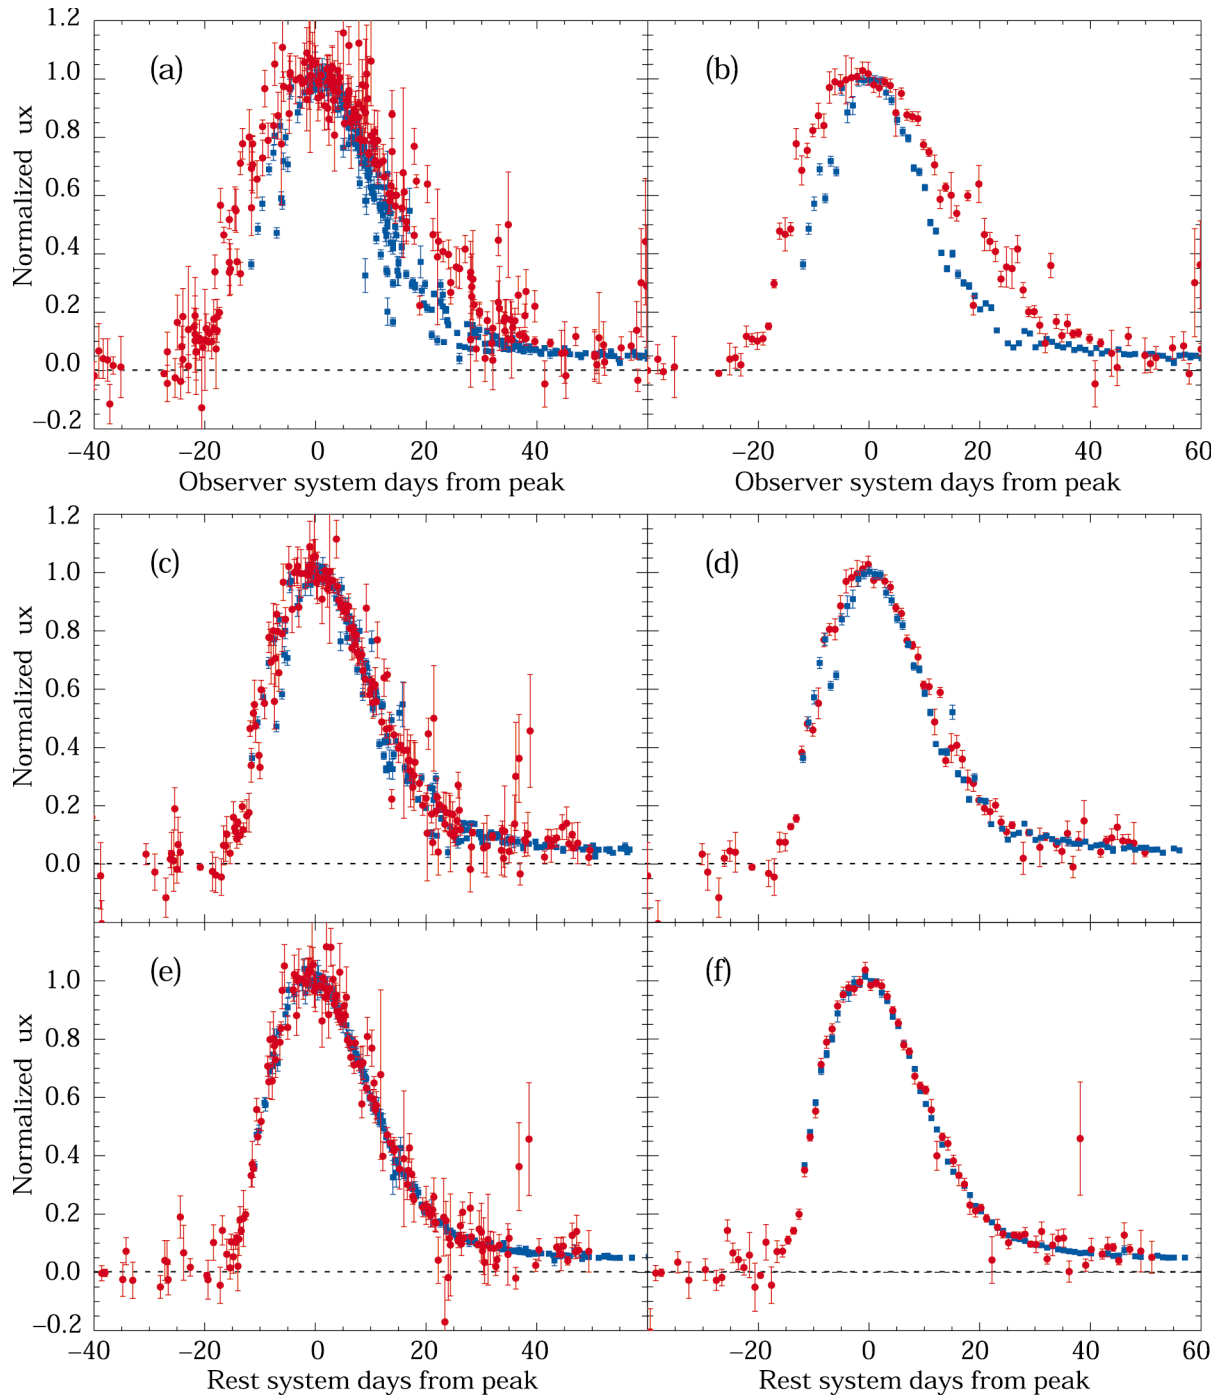 1.2
1.0
0.8
0.6
0.4
0.2
0.0
−0.2
Normalized ux
(a)
(b)
−40 −20 0 20 40
−20 0 20 40 60
Observer system days from peak
Observer system days from peak
1.2
1.0
0.8
0.6
0.4
0.2
0.0
Normalized ux
(c)
(d)
1.0
0.8
0.6
0.4
0.2
0.0
−0.2
Normalized ux
(e)
(f)
−40 −20 0 20 40
−20 0 20 40 60
Rest system days from peak
Rest system days from peak